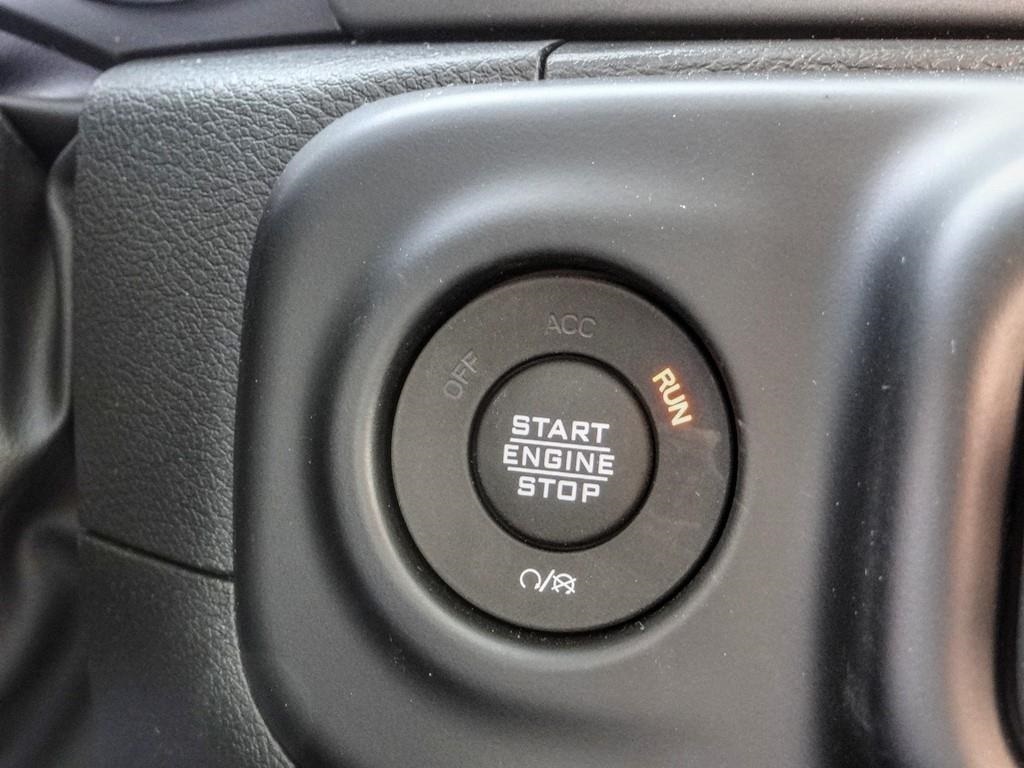 ACC
OFF
RUN
START
ENGINE
STOP